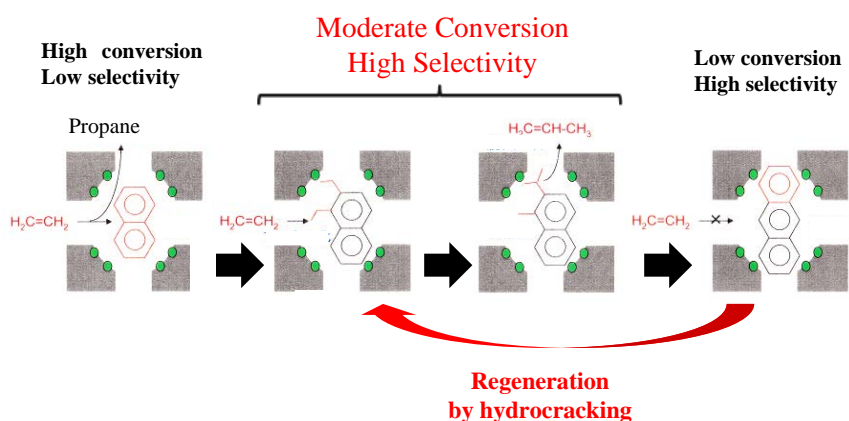 High conversion
Low selectivity
Moderate Conversion
High Selectivity
Low conversion
High selectivity
Propane
H₂C=CH-CH₃
H₂C=CH₂
H₂C=CH₂
H₂C=CH₂
Regeneration
by hydrocracking